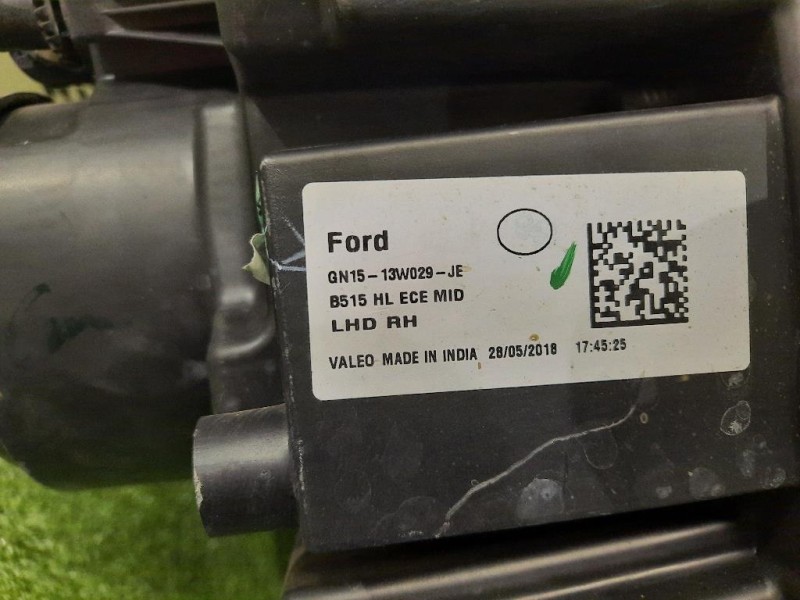 Ford
GN15-13W029-JE
B515 HL ECE MID
LHD RH
VALEO MADE IN INDIA 28/05/2018 17:45:25